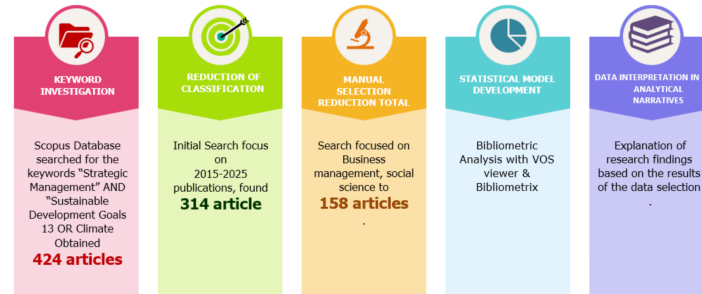 KEYWORD
INVESTIGATION
Scopus Database
searched for the
keywords "Strategic
Management" AND
"Sustainable
Development Goals
13 OR Climate
Obtained
424 articles
REDUCTION OF
CLASSIFICATION
Initial Search focus
on
2015-2025
publications, found
314 article
MANUAL
SELECTION
REDUCTION TOTAL
Search focused on
Business
management, social
science to
158 articles
.
STATISTICAL MODEL
DEVELOPMENT
Bibliometric
Analysis with VOS
viewer &
Bibliometrix
DATA INTERPRETATION IN
ANALYTICAL
NARRATIVES
Explanation of
research findings
based on the results
of the data selection
.